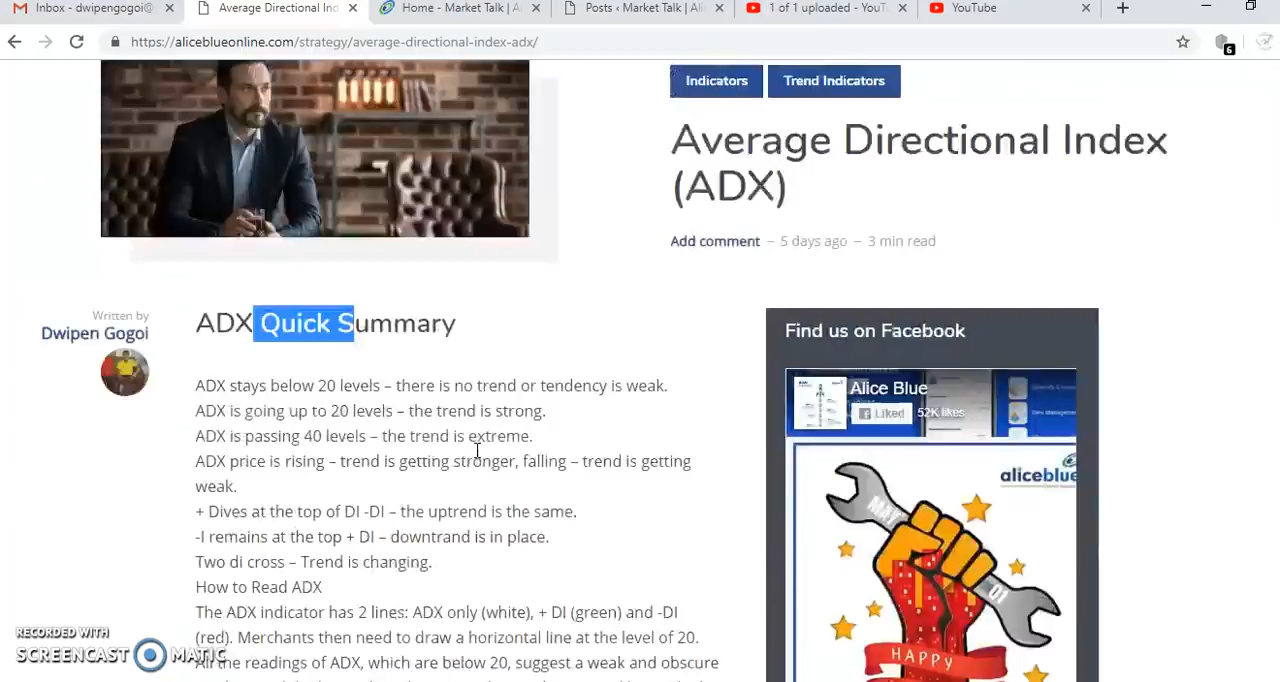 Inbox - dwipengogoi@
Average Directional Ind
Home - Market Talk | A
Posts ‹ Market Talk | Ali
1 of 1 uploaded - YouT
YouTube
https://aliceblueonline.com/strategy/average-directional-index-adx/
6
Indicators
Trend Indicators
Average Directional Index
(ADX)
Add comment – 5 days ago – 3 min read
Written by
Dwipen Gogoi
ADX Quick Summary
ADX stays below 20 levels – there is no trend or tendency is weak.
ADX is going up to 20 levels – the trend is strong.
ADX is passing 40 levels – the trend is extreme.
ADX price is rising – trend is getting stronger, falling – trend is getting
weak.
+ Dives at the top of DI -DI – the uptrend is the same.
-I remains at the top + DI – downtrand is in place.
Two di cross – Trend is changing.
How to Read ADX
The ADX indicator has 2 lines: ADX only (white), + DI (green) and -DI
(red). Merchants then need to draw a horizontal line at the level of 20.
All the readings of ADX, which are below 20, suggest a weak and obscure
Find us on Facebook
Alice Blue
Liked
52K likes
aliceblue
MAY
01
HAPPY
RECORDED WITH
SCREENCAST MATIC